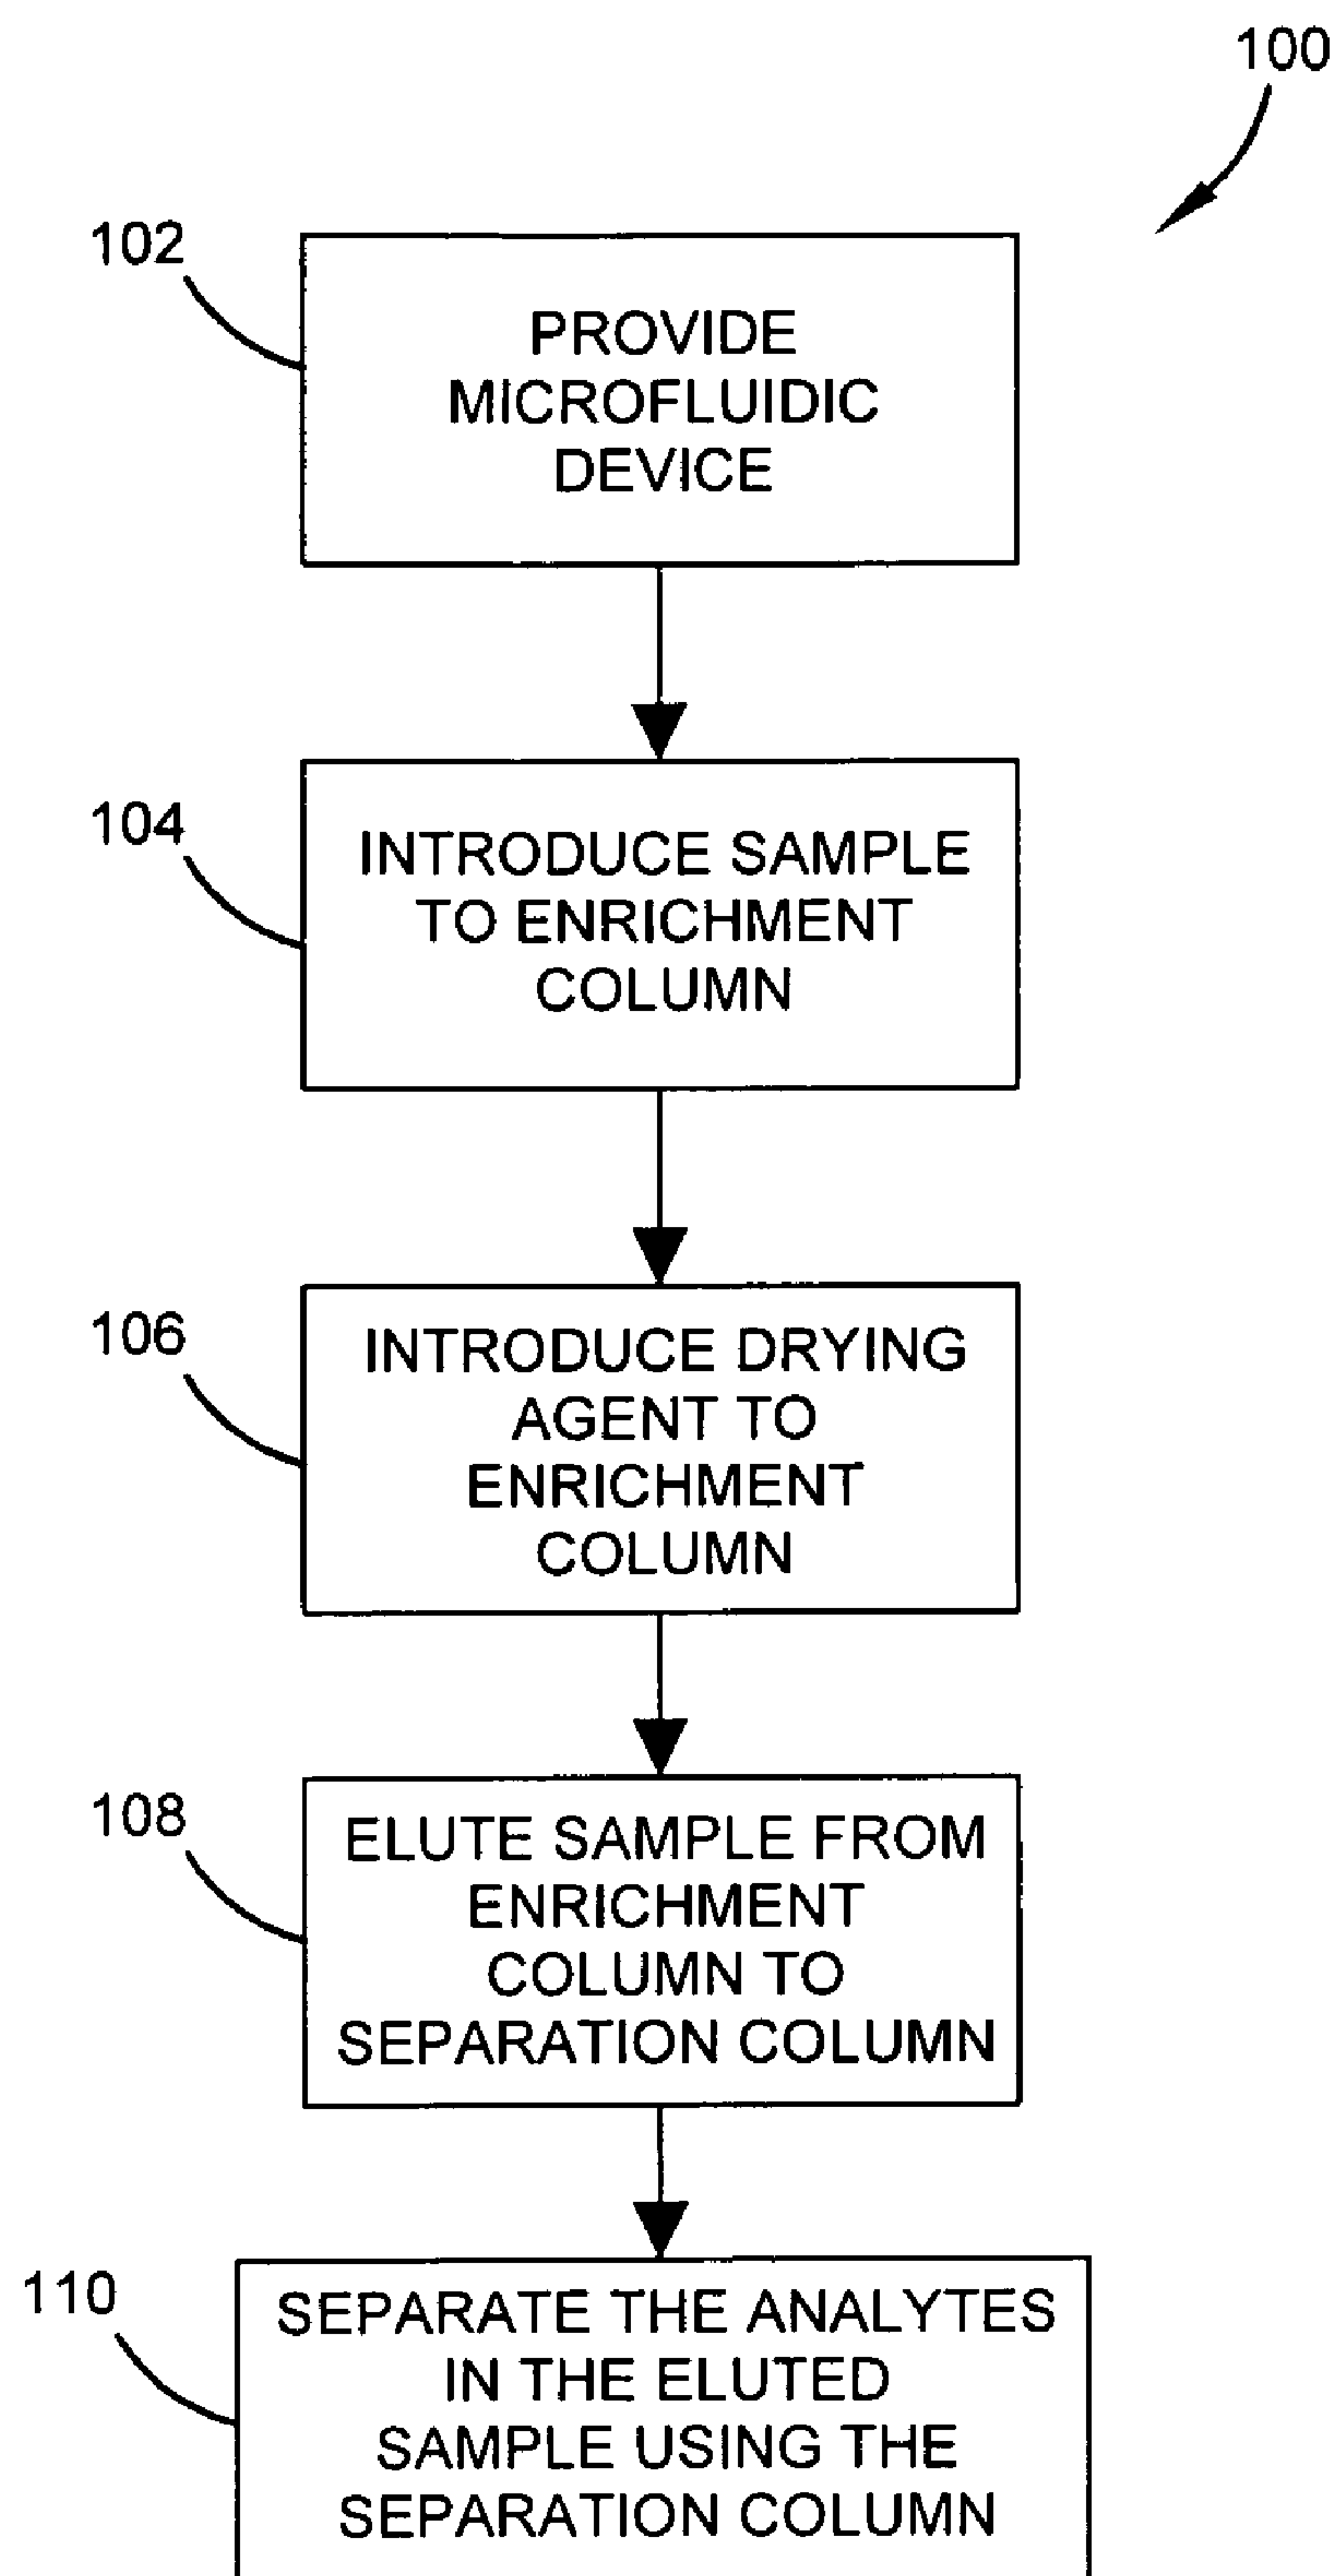 100
102
PROVIDE
MICROFLUIDIC
DEVICE
104
INTRODUCE SAMPLE
TO ENRICHMENT
COLUMN
106
INTRODUCE DRYING
AGENT TO
ENRICHMENT
COLUMN
108
ELUTE SAMPLE FROM
ENRICHMENT
COLUMN TO
SEPARATION COLUMN
110
SEPARATE THE ANALYTES
IN THE ELUTED
SAMPLE USING THE
SEPARATION COLUMN